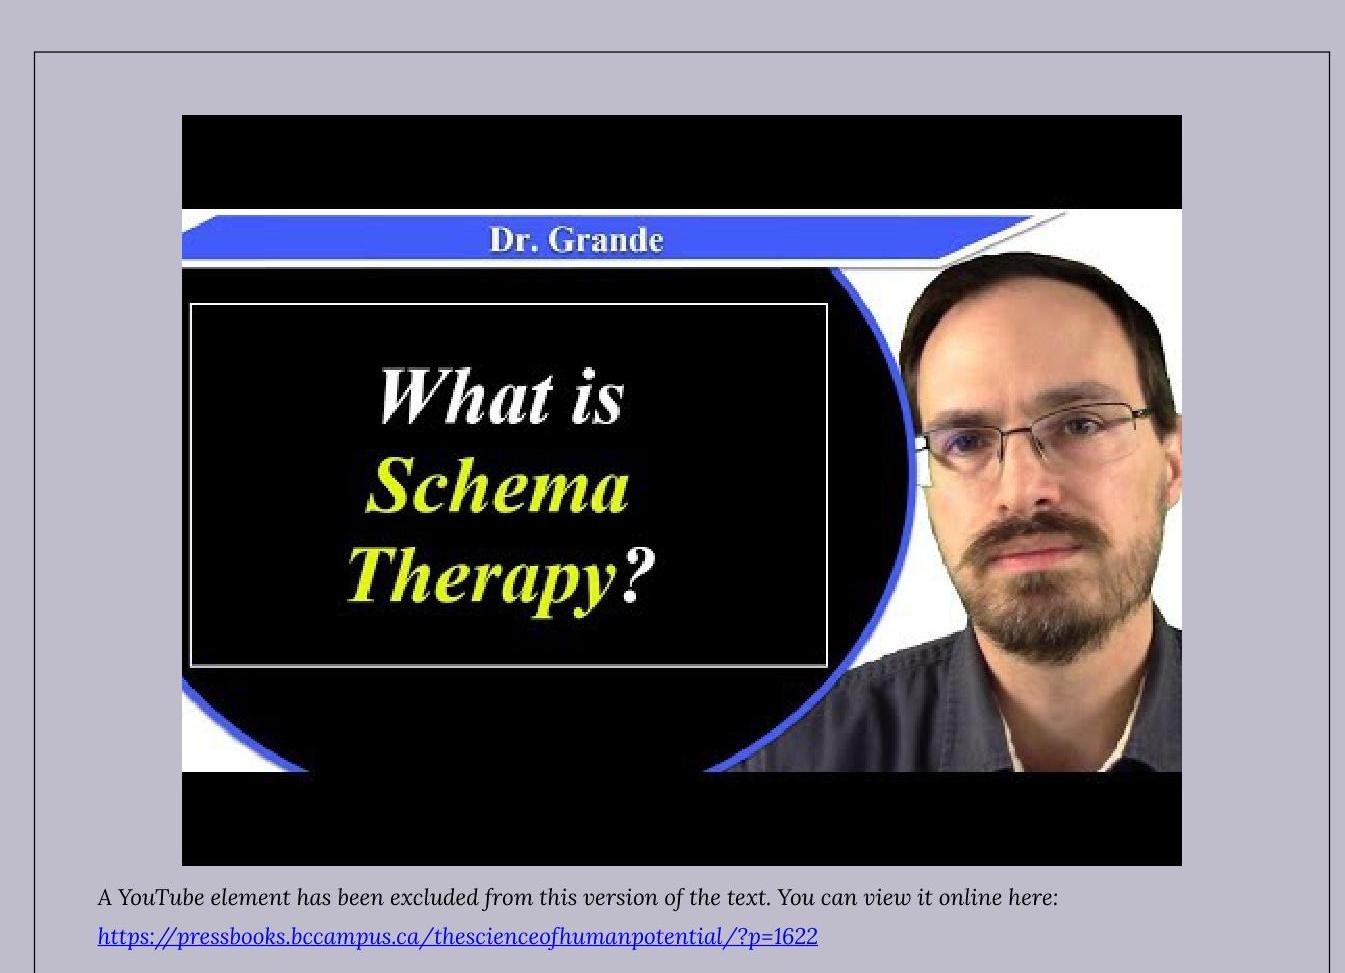 Dr. Grande
What is
Schema
Therapy?
A YouTube element has been excluded from this version of the text. You can view it online here:
https://pressbooks.bccampus.ca/thescienceofhumanpotential/?p=1622